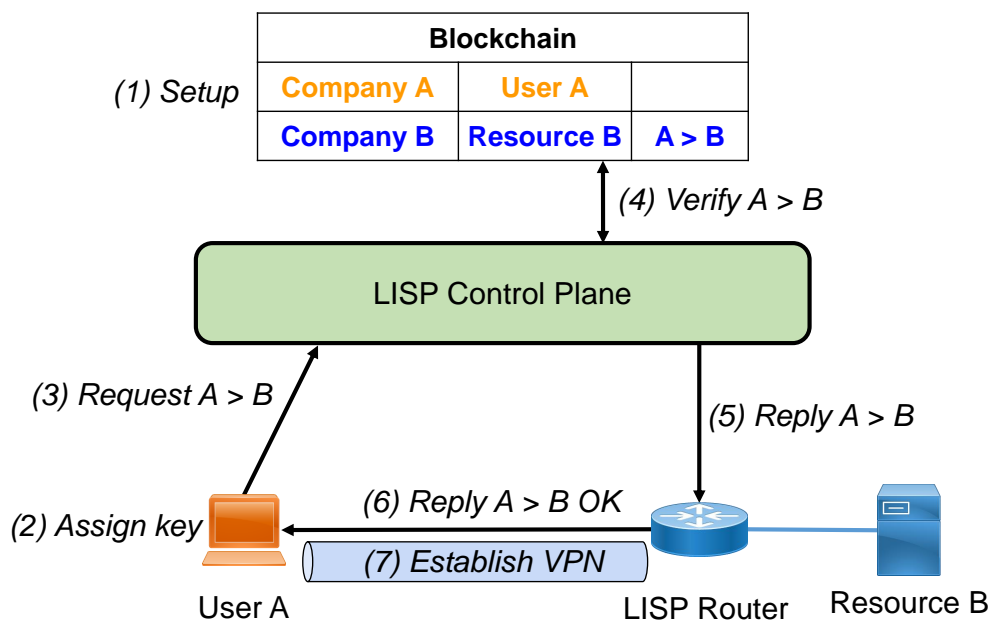 Blockchain
(1) Setup
Company A User A
Company B Resource B A > B
(4) Verify A > B
LISP Control Plane
(3) Request A > B
(5) Reply A > B
(6) Reply A > B OK
(2) Assign key
(7) Establish VPN
User A
LISP Router
Resource B